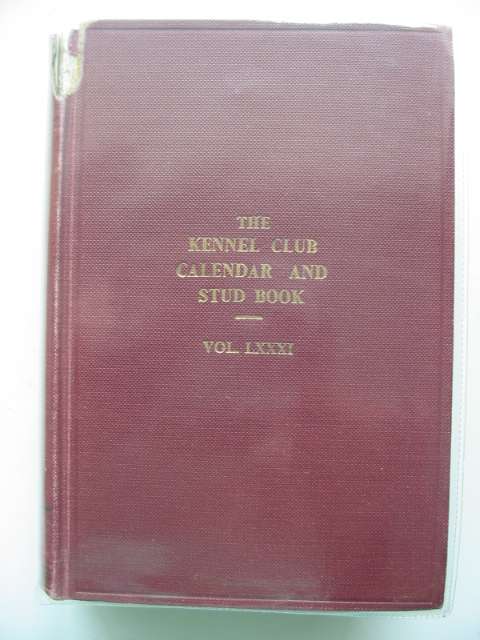 THE
KENNEL CLUB
CALENDAR AND
STUD BOOK
VOL. LXXXI